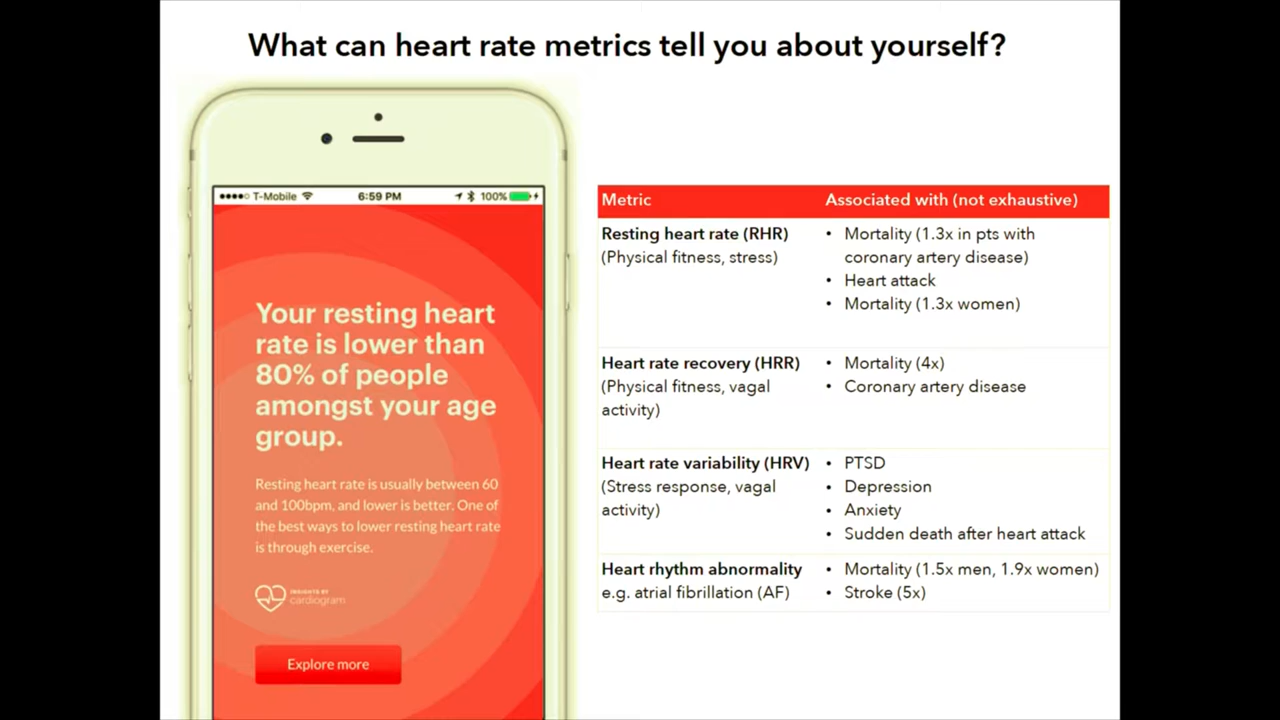 What can heart rate metrics tell you about yourself?
T-Mobile 6:59 PM 100%
Your resting heart
rate is lower than
80% of people
amongst your age
group.
Resting heart rate is usually between 60
and 100bpm, and lower is better. One of
the best ways to lower resting heart rate
is through exercise.
INSIGHTS BY
cardiogram
Explore more
Metric Associated with (not exhaustive)
Resting heart rate (RHR)
(Physical fitness, stress)
• Mortality (1.3x in pts with
coronary artery disease)
• Heart attack
• Mortality (1.3x women)
Heart rate recovery (HRR)
(Physical fitness, vagal
activity)
• Mortality (4x)
• Coronary artery disease
Heart rate variability (HRV)
(Stress response, vagal
activity)
• PTSD
• Depression
• Anxiety
• Sudden death after heart attack
Heart rhythm abnormality
e.g. atrial fibrillation (AF)
• Mortality (1.5x men, 1.9x women)
• Stroke (5x)